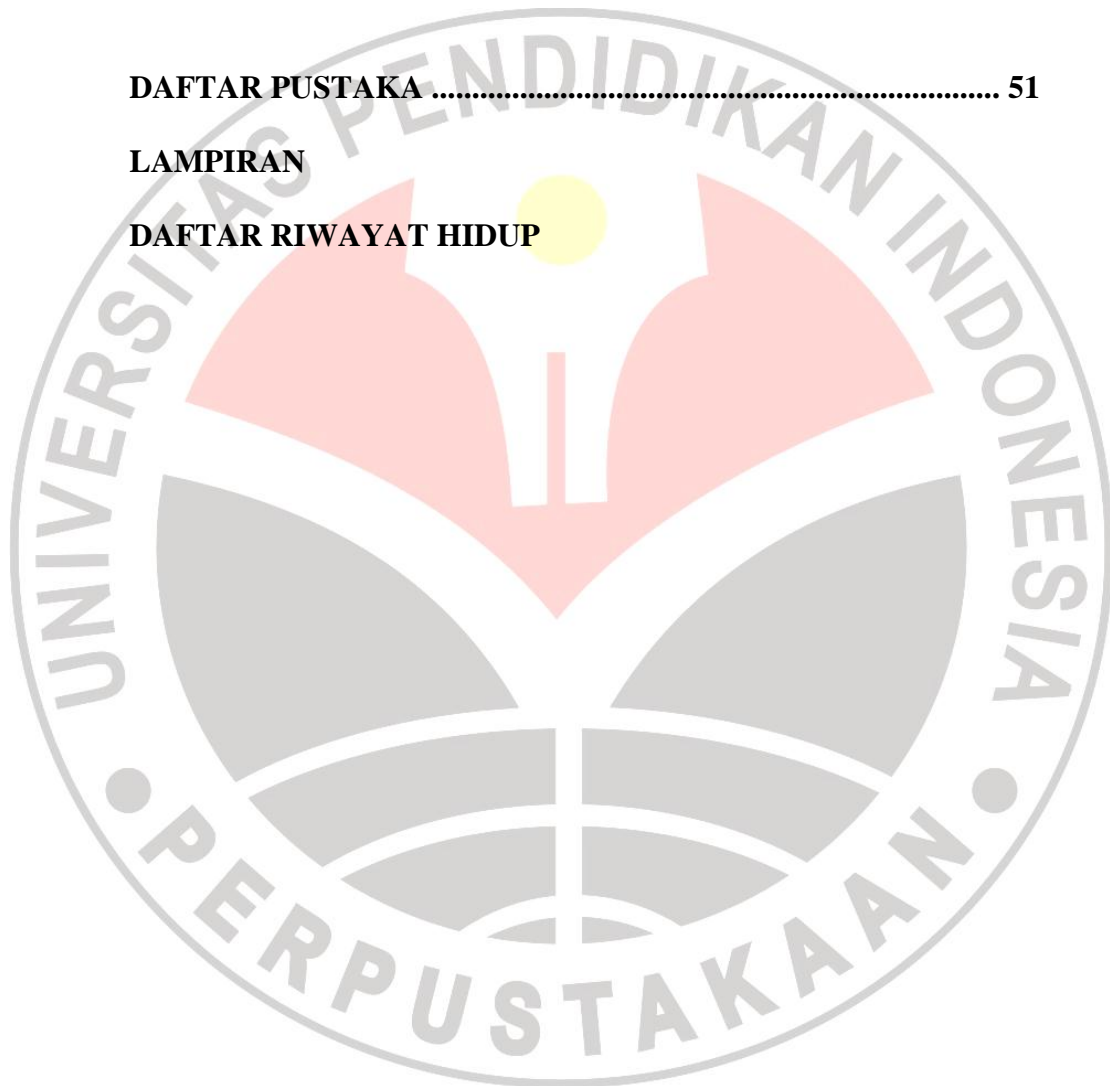 DAFTAR PUSTAKA ....................................................................... 51
LAMPIRAN
DAFTAR RIWAYAT HIDUP
UNIVERSITAS PENDIDIKAN INDONESIA
PERPUSTAKAAN